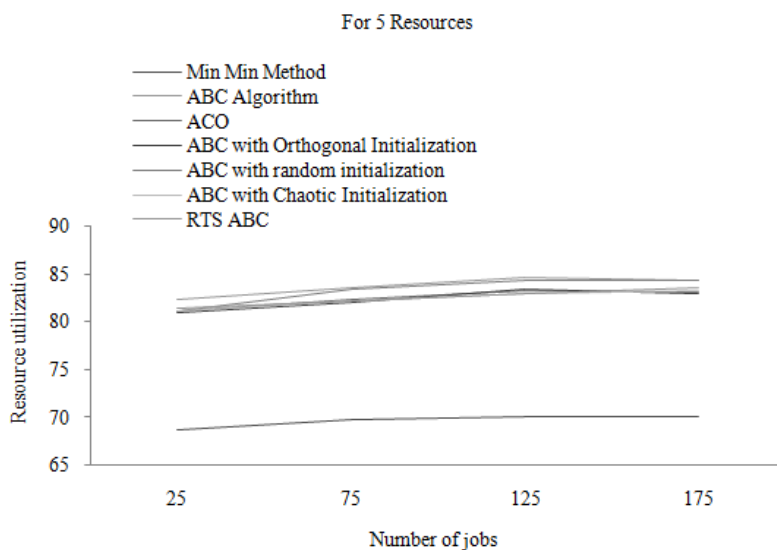 For 5 Resources
Min Min Method
ABC Algorithm
ACO
ABC with Orthogonal Initialization
ABC with random initialization
ABC with Chaotic Initialization
RTS ABC
90
85
80
75
70
65
Resource utilization
25 75 125 175
Number of jobs